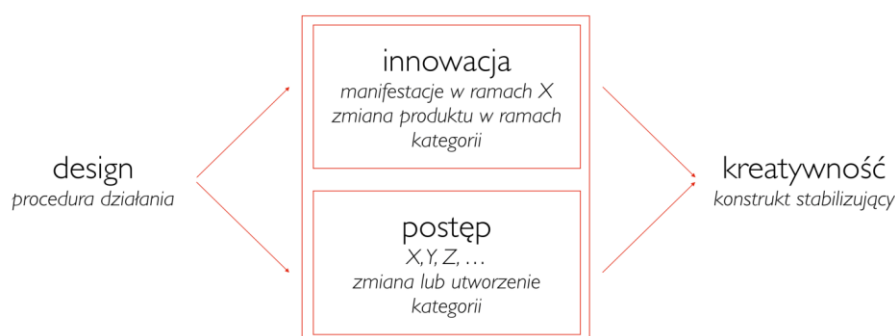 design
procedura działania
innowacja
manifestacje w ramach X
zmiana produktu w ramach
kategorii
postęp
X, Y, Z, ...
zmiana lub utworzenie
kategorii
kreatywność
konstrukt stabilizujący